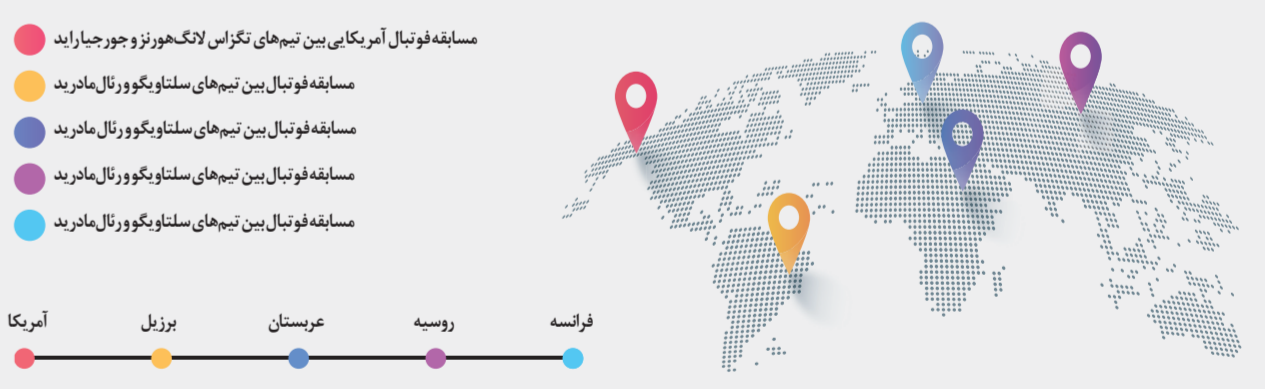 مسابقه فوتبال آمریکایی بین تیم‌های تگزاس لانگ‌هورنز و جورجیا راید
مسابقه فوتبال بین تیم‌های سلتاویگو و رئال‌مادرید
مسابقه فوتبال بین تیم‌های سلتاویگو و رئال‌مادرید
مسابقه فوتبال بین تیم‌های سلتاویگو و رئال‌مادرید
مسابقه فوتبال بین تیم‌های سلتاویگو و رئال‌مادرید
فرانسه روسیه عربستان برزیل آمریکا